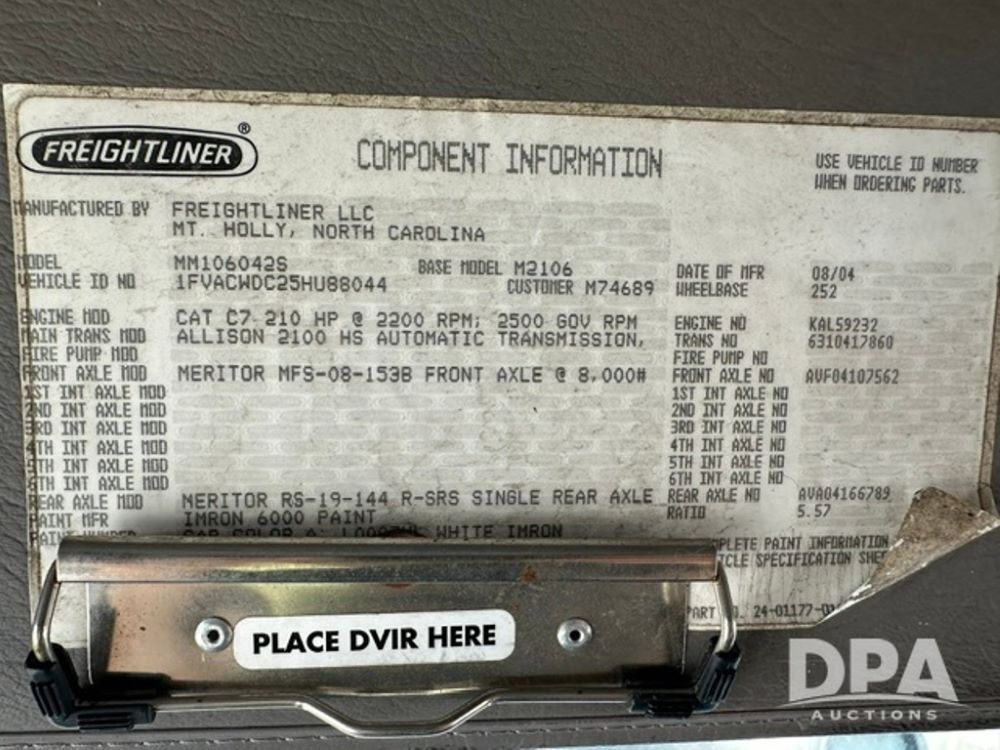 FREIGHTLINER®
COMPONENT INFORMATION
USE VEHICLE ID NUMBER
WHEN ORDERING PARTS.
MANUFACTURED BY FREIGHTLINER LLC
MT. HOLLY, NORTH CAROLINA
MODEL MM106042S BASE MODEL M2106 DATE OF MFR 08/04
VEHICLE ID NO 1FVACWDC25HU88044 CUSTOMER M74689 WHEELBASE 252
ENGINE MOD CAT C7 210 HP @ 2200 RPM; 2500 GOV RPM ENGINE NO KAL59232
MAIN TRANS MOD ALLISON 2100 HS AUTOMATIC TRANSMISSION, TRANS NO 6310417860
FIRE PUMP MOD FIRE PUMP NO
FRONT AXLE MOD MERITOR MFS-08-153B FRONT AXLE @ 8,000# FRONT AXLE NO AVF04107562
1ST INT AXLE MOD 1ST INT AXLE NO
2ND INT AXLE MOD 2ND INT AXLE NO
3RD INT AXLE MOD 3RD INT AXLE NO
4TH INT AXLE MOD 4TH INT AXLE NO
5TH INT AXLE MOD 5TH INT AXLE NO
6TH INT AXLE MOD 6TH INT AXLE NO
REAR AXLE MOD MERITOR RS-19-144 R-SRS SINGLE REAR AXLE REAR AXLE NO AVA04166789
PAINT MFR IMRON 6000 PAINT RATIO 5.57
PAINT NUMBER CAB COLOR A: WHITE IMRON
PAINT INFORMATION
SPECIFICATION
24-01177-0
PLACE DVIR HERE
DPA
AUCTIONS